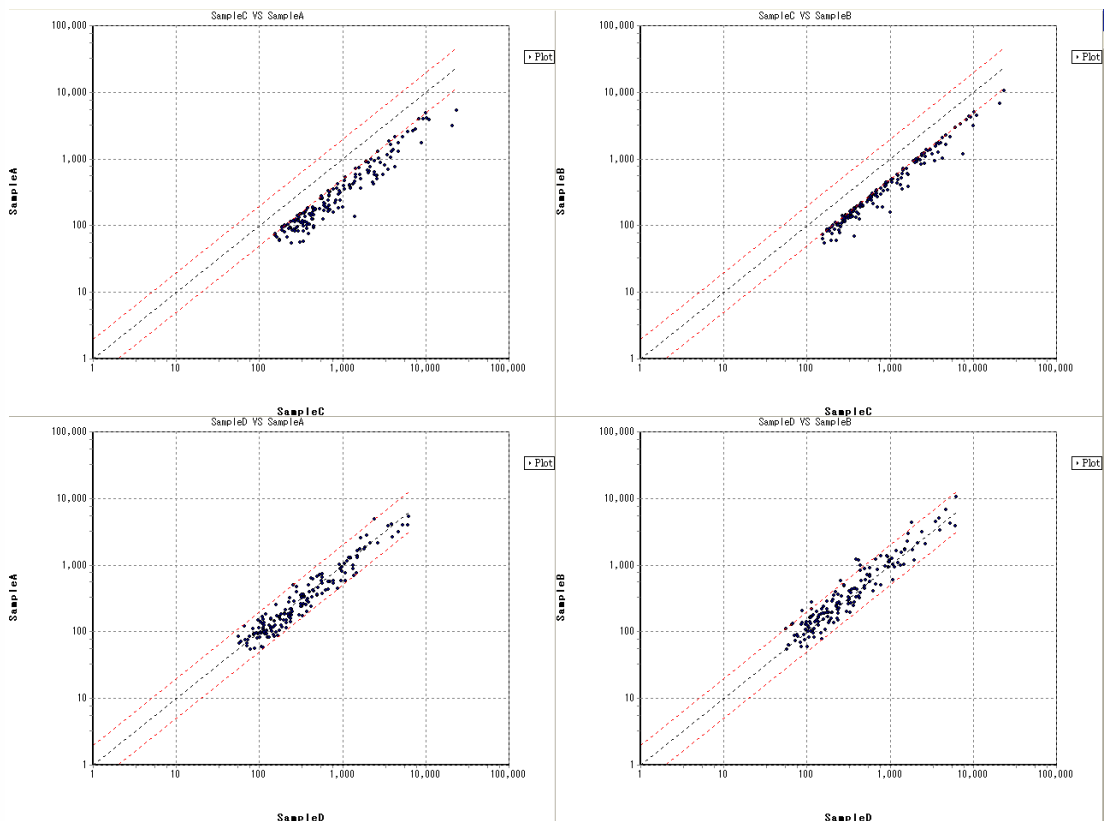 SampleC VS SampleA
100,000
10,000
1,000
100
10
1
SampleA
1 10 100 1,000 10,000 100,000
SampleC
Plot
SampleC VS SampleB
100,000
10,000
1,000
100
10
1
SampleB
1 10 100 1,000 10,000 100,000
SampleC
Plot
SampleD VS SampleA
100,000
10,000
1,000
100
10
1
SampleA
1 10 100 1,000 10,000 100,000
SampleD
Plot
SampleD VS SampleB
100,000
10,000
1,000
100
10
1
SampleB
1 10 100 1,000 10,000 100,000
SampleD
Plot